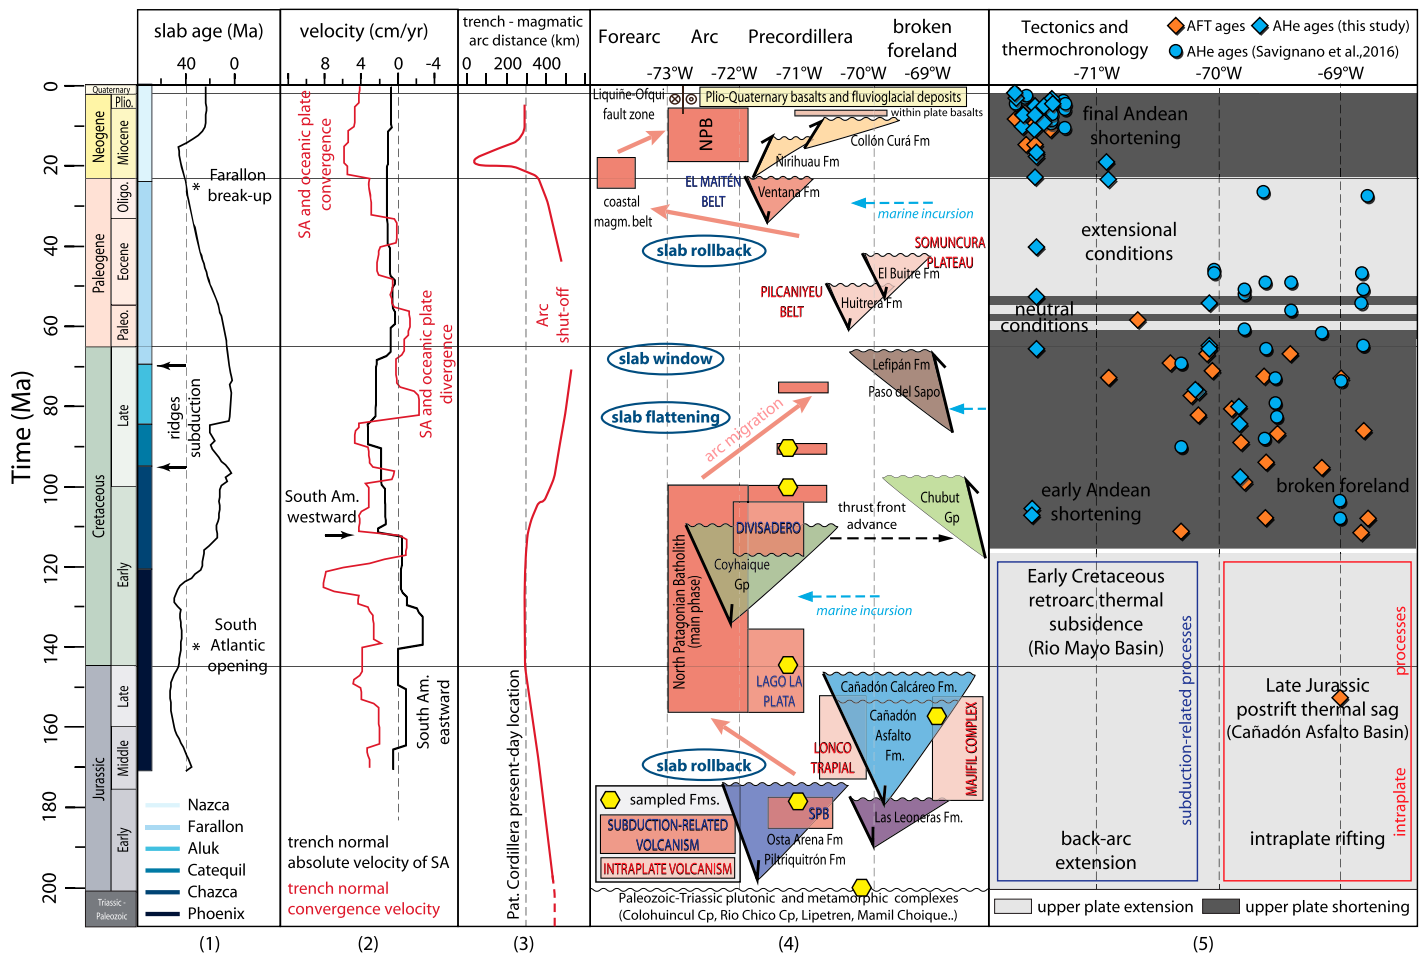 slab age (Ma)
40
0
velocity (cm/yr)
8
4
0
-4
trench - magmatic
arc distance (km)
0
200
400
Forearc
Arc
Precordillera
broken
foreland
-73°W
-72°W
-71°W
-70°W
-69°W
Tectonics and
thermochronology
AFT ages
AHe ages (this study)
AHe ages (Savignano et al.,2016)
-71°W
-70°W
-69°W
Time (Ma)
0
20
40
60
80
100
120
140
160
180
200
Quaternary
Neogene
Plio.
Miocene
Paleogene
Oligo.
Eocene
Paleo.
Cretaceous
Late
Early
Jurassic
Late
Middle
Early
Triassic -
Paleozoic
* Farallon
break-up
ridges
subduction
South
* Atlantic
opening
Nazca
Farallon
Aluk
Catequil
Chazca
Phoenix
(1)
SA and oceanic plate
convergence
SA and oceanic plate
divergence
South Am.
westward
South Am.
eastward
trench normal
absolute velocity of SA
trench normal
convergence velocity
(2)
Arc
shut-off
Pat. Cordillera present-day location
(3)
Liquiñe-Ofqui
fault zone
Plio-Quaternary basalts and fluvioglacial deposits
within plate basalts
NPB
Collón Curá Fm
Ñirihuau Fm
EL MAITÉN
BELT
Ventana Fm
coastal
magm. belt
marine incursion
slab rollback
SOMUNCURA
PLATEAU
El Buitre Fm
PILCANIYEU
BELT
Huitrera Fm
slab window
Lefipán Fm
Paso del Sapo
slab flattening
arc migration
Chubut
Gp
thrust front
advance
DIVISADERO
Coyhaique
Gp
North Patagonian Batholith
(main phase)
marine incursion
LAGO LA
PLATA
Cañadón Calcáreo Fm.
Cañadón
Asfalto
Fm.
LONCO
TRAPIAL
MAJIFIL COMPLEX
slab rollback
sampled Fms.
SUBDUCTION-RELATED
VOLCANISM
INTRAPLATE VOLCANISM
SPB
Osta Arena Fm
Piltriquitrón Fm
Las Leoneras Fm.
Paleozoic-Triassic plutonic and metamorphic complexes
(Colohuincul Cp, Rio Chico Cp, Lipetren, Mamil Choique..)
(4)
final Andean
shortening
extensional
conditions
neutral
conditions
early Andean
shortening
broken foreland
Early Cretaceous
retroarc thermal
subsidence
(Rio Mayo Basin)
back-arc
extension
subduction-related processes
Late Jurassic
postrift thermal sag
(Cañadón Asfalto Basin)
intraplate rifting
intraplate processes
upper plate extension
upper plate shortening
(5)